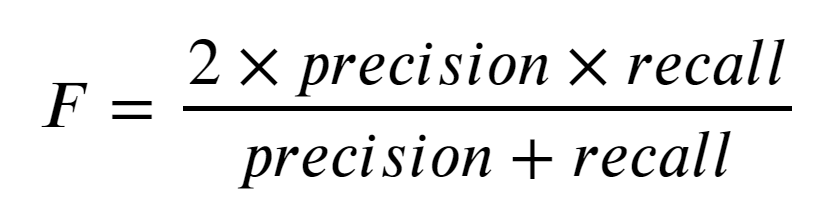 F = 2 × precision × recall
precision + recall